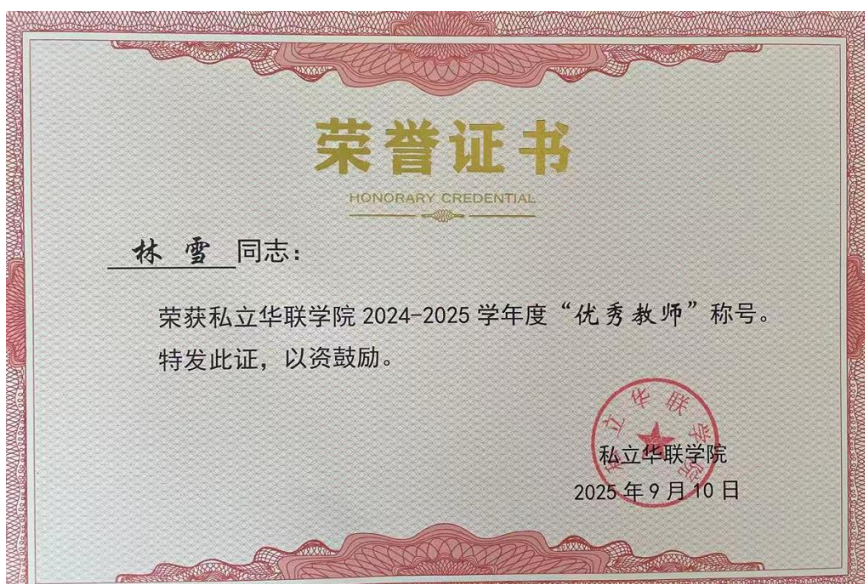 荣誉证书
HONORARY CREDENTIAL
林雪 同志：
荣获私立华联学院 2024-2025 学年度“优秀教师”称号。
特发此证，以资鼓励。
私立华联学院
私立华联学院
2025 年 9 月 10 日